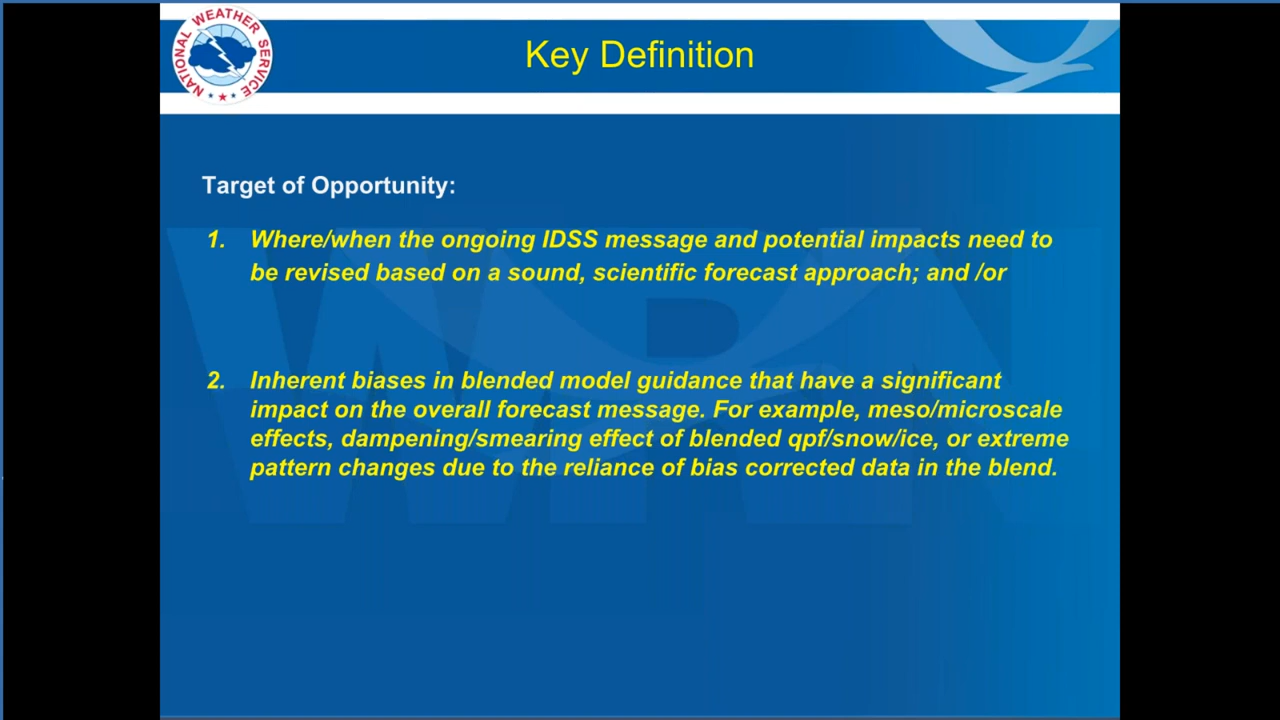 NATIONAL WEATHER SERVICE
Key Definition
Target of Opportunity:
1. Where/when the ongoing IDSS message and potential impacts need to
be revised based on a sound, scientific forecast approach; and /or
2. Inherent biases in blended model guidance that have a significant
impact on the overall forecast message. For example, meso/microscale
effects, dampening/smearing effect of blended qpf/snow/ice, or extreme
pattern changes due to the reliance of bias corrected data in the blend.
WRN